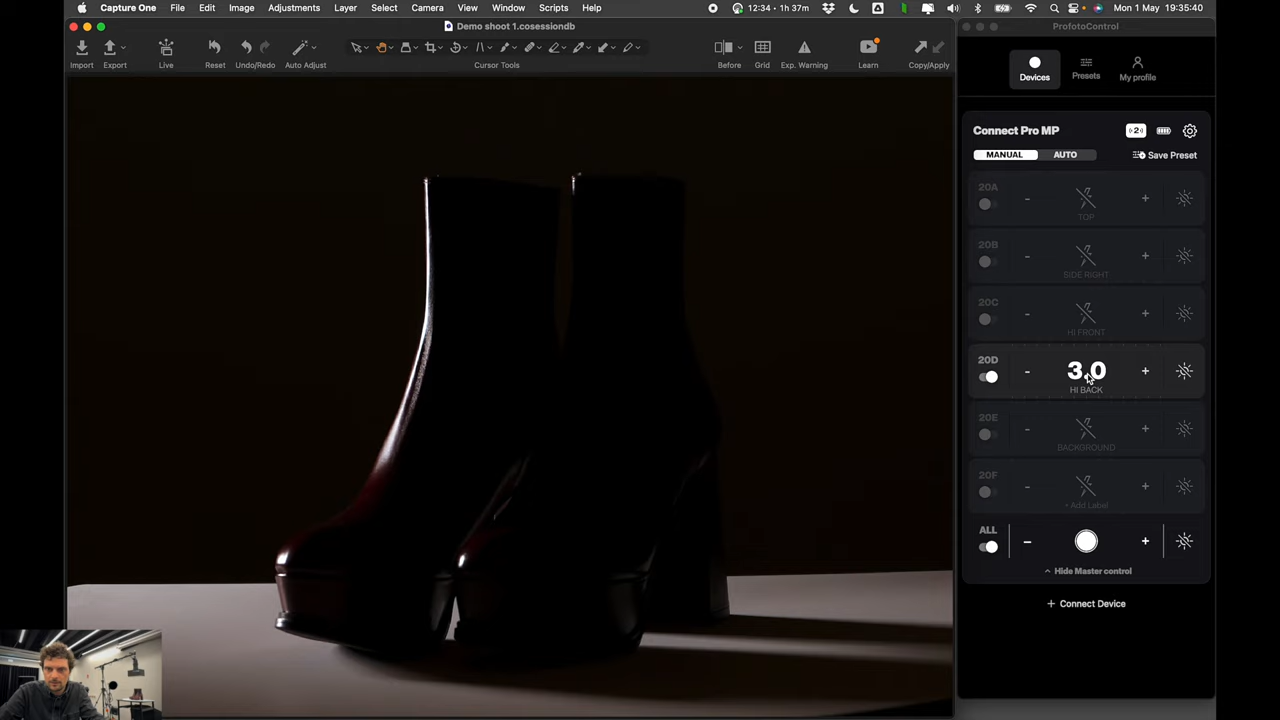 Capture One File Edit Image Adjustments Layer Select Camera View Window Scripts Help 12:34 - 1h 37m Mon 1 May 19:35:40
Demo shoot 1.cosessiondb
Import Export Live Reset Undo/Redo Auto Adjust Cursor Tools Before Grid Exp. Warning Learn Copy/Apply
ProfotoControl
Devices Presets My profile
Connect Pro MP 2
MANUAL AUTO Save Preset
20A - + TOP
20B - + SIDE RIGHT
20C - + HI FRONT
20D - 3.0 + HI BACK
20E - + BACKGROUND
20F - + + Add Label
ALL - +
Hide Master control
+ Connect Device